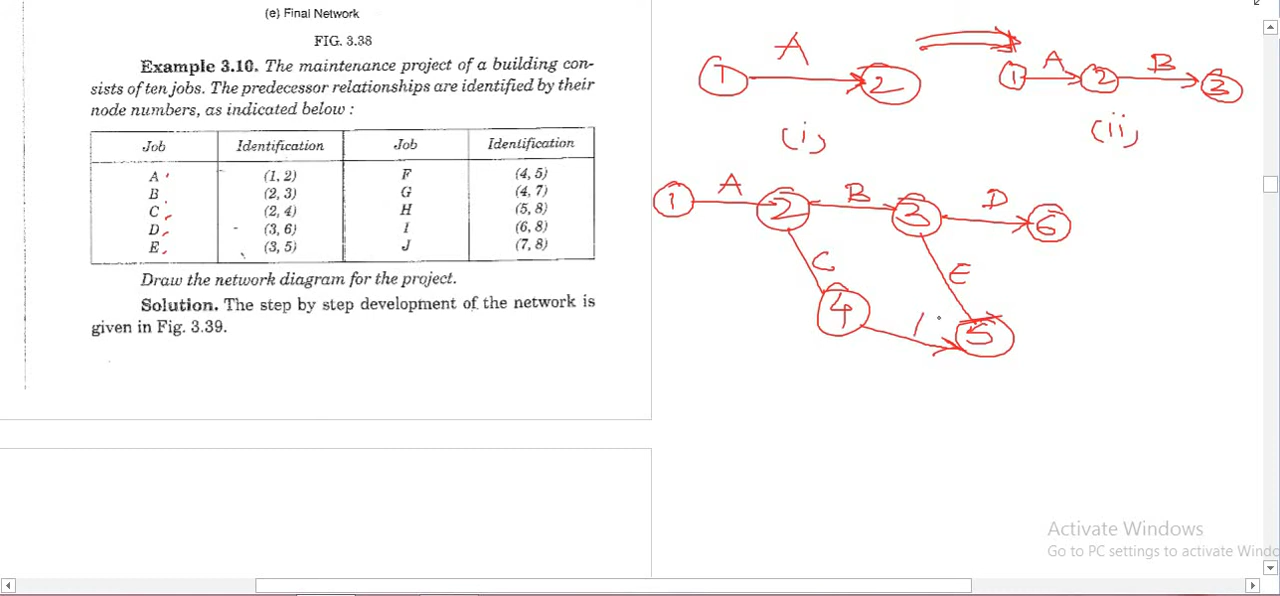 (e) Final Network
FIG. 3.38
Example 3.10. The maintenance project of a building con-
sists of ten jobs. The predecessor relationships are identified by their
node numbers, as indicated below :
Job Identification Job Identification
A (1, 2) F (4, 5)
B (2, 3) G (4, 7)
C (2, 4) H (5, 8)
D (3, 6) I (6, 8)
E (3, 5) J (7, 8)
Draw the network diagram for the project.
Solution. The step by step development of the network is
given in Fig. 3.39.
A
1 2
(i)
A B
1 2 3
(ii)
A B D
1 2 3 6
C E
4 5
Activate Windows
Go to PC settings to activate Windo